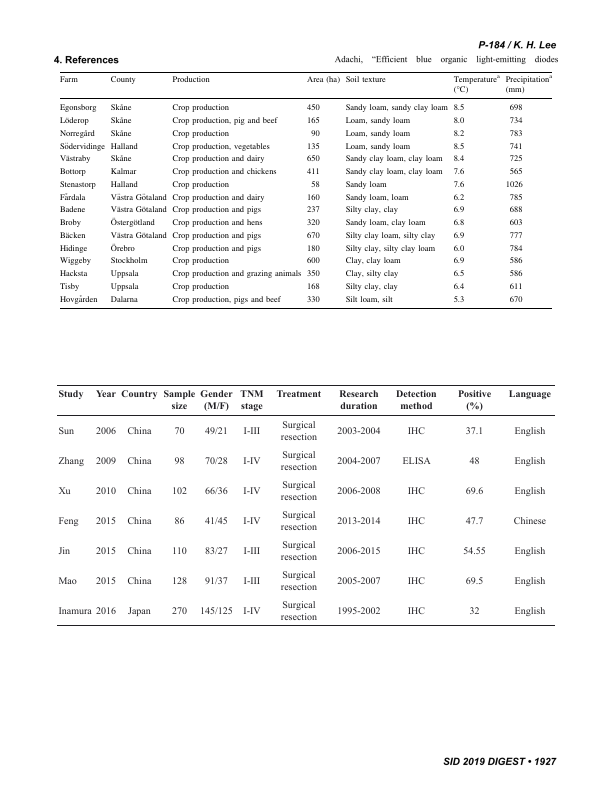 P-184 / K. H. Lee
4. References
Adachi, “Efficient blue organic light-emitting diodes
Farm County Production Area (ha) Soil texture Temperatureᵃ Precipitationᵃ
(°C) (mm)
Egonsborg Skåne Crop production 450 Sandy loam, sandy clay loam 8.5 698
Löderop Skåne Crop production, pig and beef 165 Loam, sandy loam 8.0 734
Norregård Skåne Crop production 90 Loam, sandy loam 8.2 783
Södervidinge Halland Crop production, vegetables 135 Loam, sandy loam 8.5 741
Västraby Skåne Crop production and dairy 650 Sandy clay loam, clay loam 8.4 725
Bottorp Kalmar Crop production and chickens 411 Sandy clay loam, clay loam 7.6 565
Stenastorp Halland Crop production 58 Sandy loam 7.6 1026
Färdala Västra Götaland Crop production and dairy 160 Sandy loam, loam 6.2 785
Badene Västra Götaland Crop production and pigs 237 Silty clay, clay 6.9 688
Broby Östergötland Crop production and hens 320 Sandy loam, clay loam 6.8 603
Bäcken Västra Götaland Crop production and pigs 670 Silty clay loam, silty clay 6.9 777
Hidinge Örebro Crop production and pigs 180 Silty clay, silty clay loam 6.0 784
Wiggeby Stockholm Crop production 600 Clay, clay loam 6.9 586
Hacksta Uppsala Crop production and grazing animals 350 Clay, silty clay 6.5 586
Tisby Uppsala Crop production 168 Silty clay, clay 6.4 611
Hovgården Dalarna Crop production, pigs and beef 330 Silt loam, silt 5.3 670
Study Year Country Sample Gender TNM Treatment Research Detection Positive Language
size (M/F) stage duration method (%)
Sun 2006 China 70 49/21 I-III Surgical resection 2003-2004 IHC 37.1 English
Zhang 2009 China 98 70/28 I-IV Surgical resection 2004-2007 ELISA 48 English
Xu 2010 China 102 66/36 I-IV Surgical resection 2006-2008 IHC 69.6 English
Feng 2015 China 86 41/45 I-IV Surgical resection 2013-2014 IHC 47.7 Chinese
Jin 2015 China 110 83/27 I-III Surgical resection 2006-2015 IHC 54.55 English
Mao 2015 China 128 91/37 I-III Surgical resection 2005-2007 IHC 69.5 English
Inamura 2016 Japan 270 145/125 I-IV Surgical resection 1995-2002 IHC 32 English
SID 2019 DIGEST • 1927